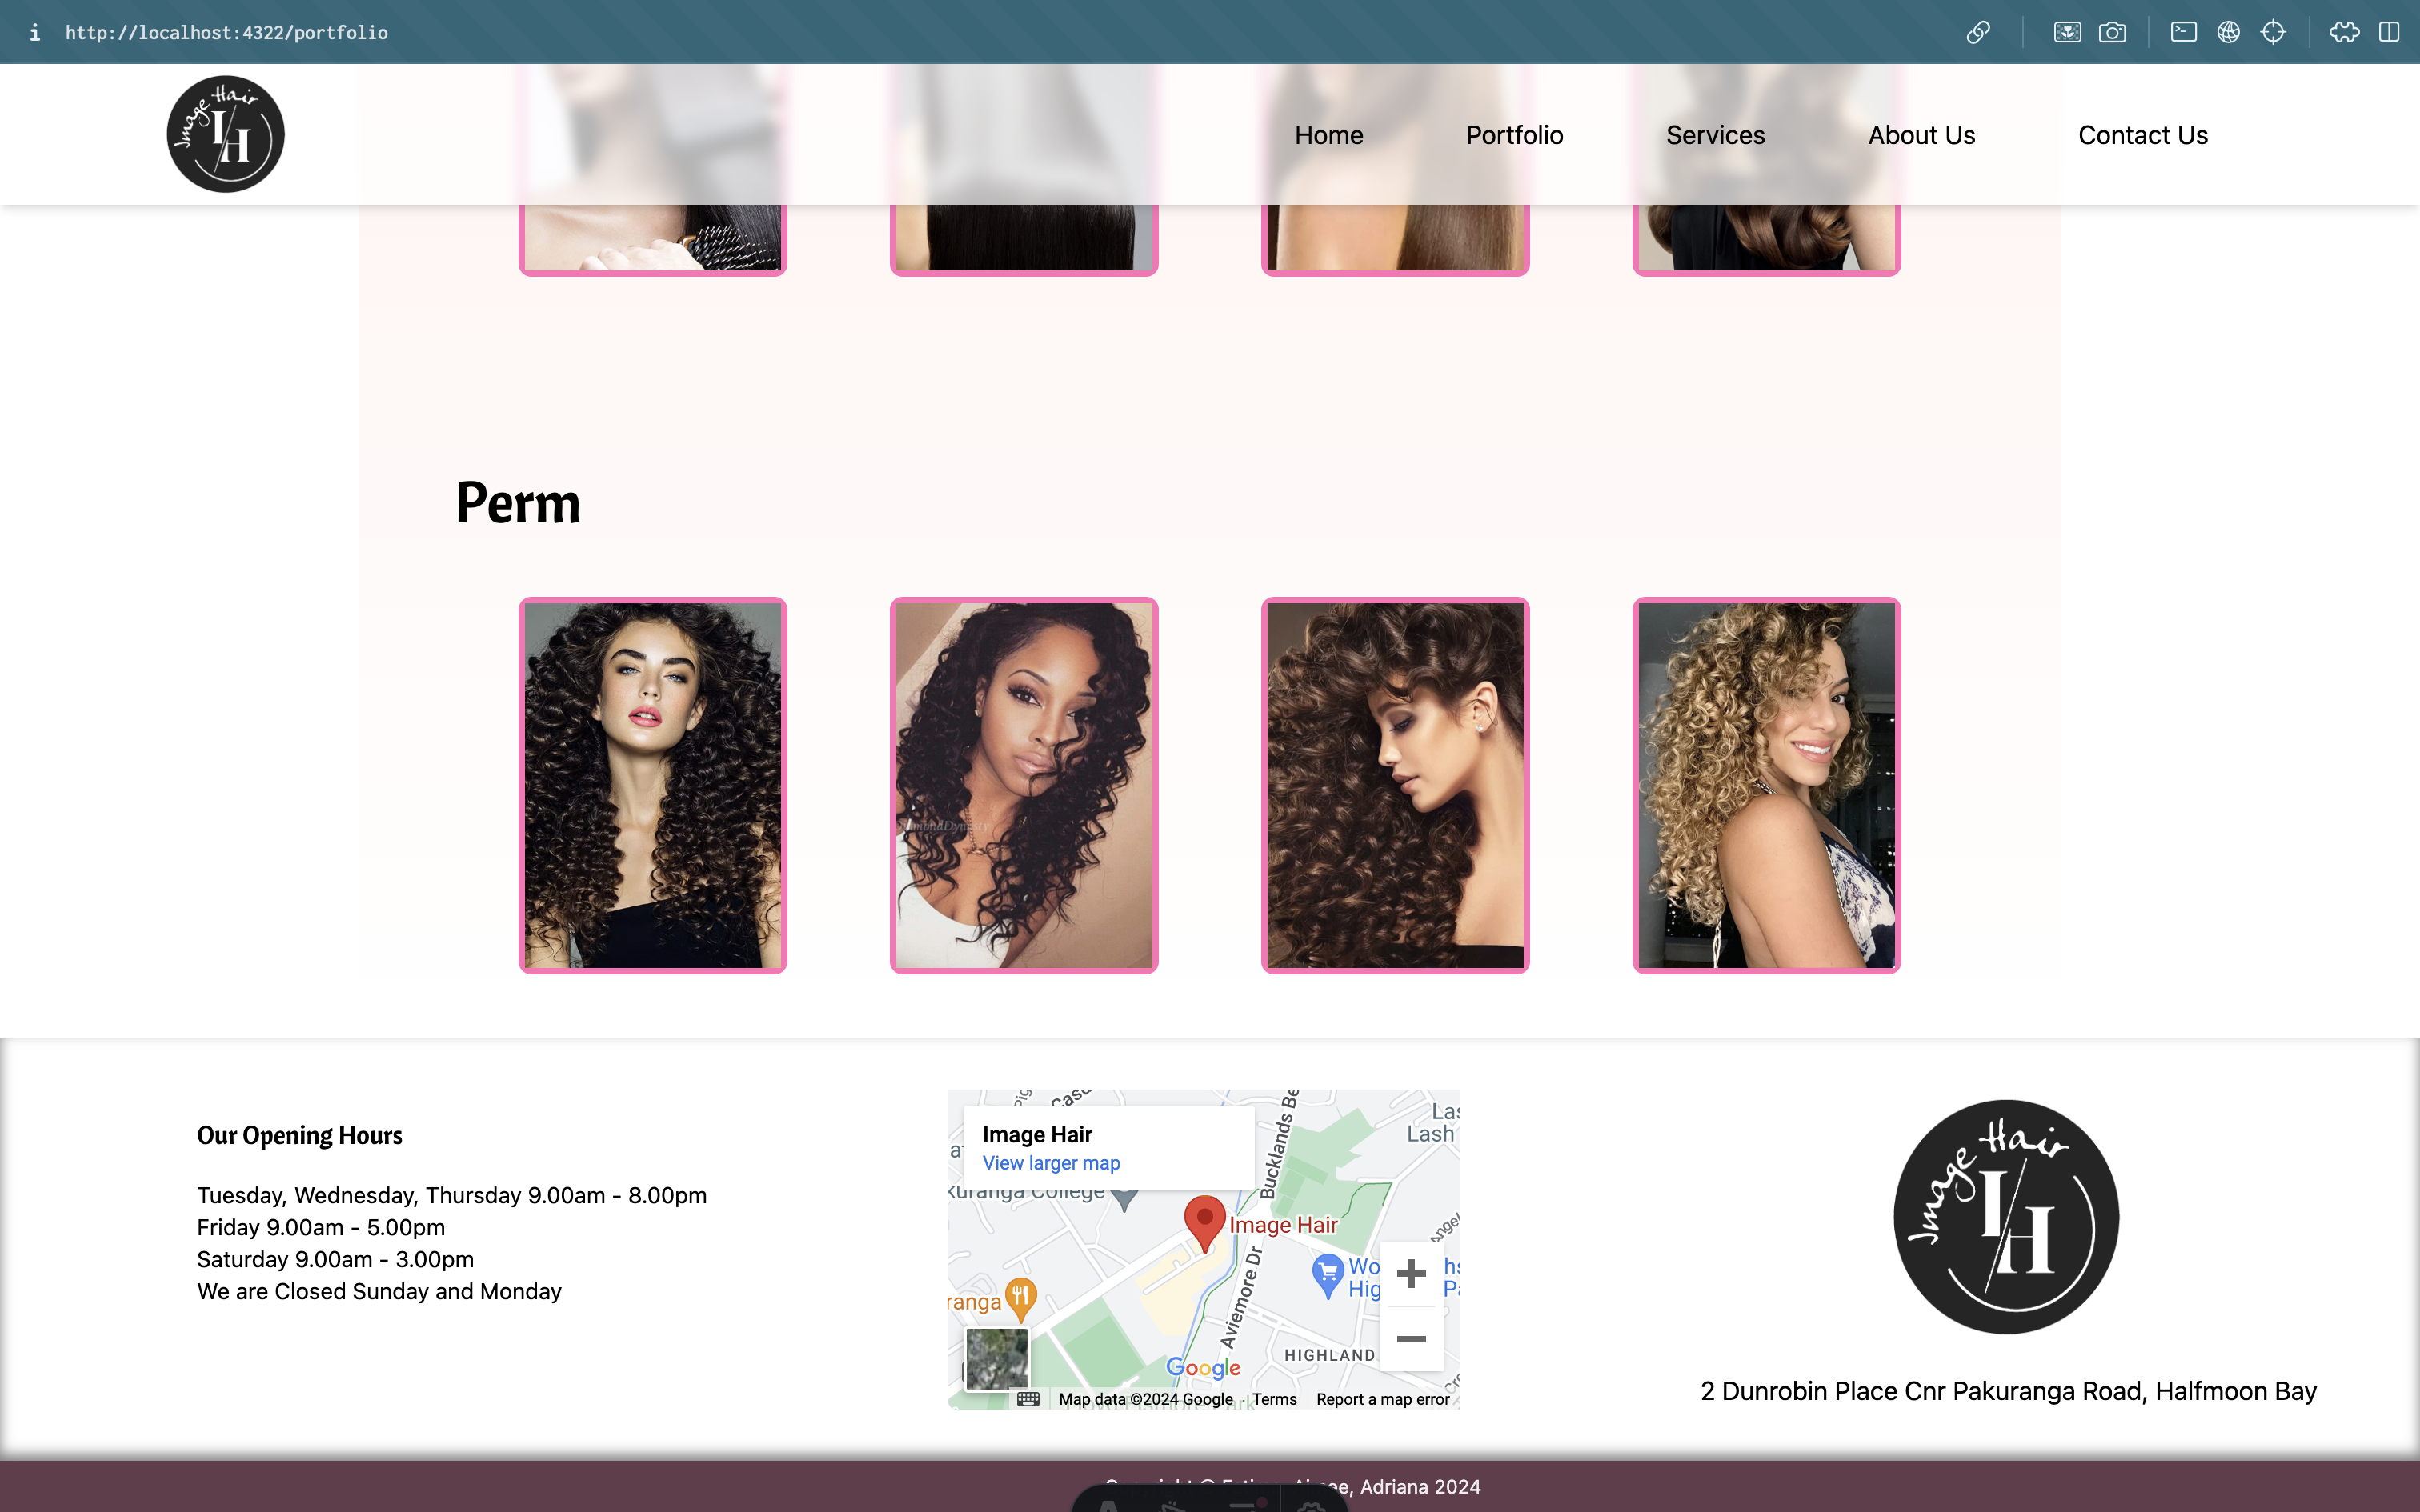 http://localhost:4322/portfolio
Image Hair
IH
Home
Portfolio
Services
About Us
Contact Us
Perm
Our Opening Hours
Tuesday, Wednesday, Thursday 9.00am - 8.00pm
Friday 9.00am - 5.00pm
Saturday 9.00am - 3.00pm
We are Closed Sunday and Monday
Image Hair
View larger map
Bucklands Be
Las
Lash
kuranga College
Image Hair
Aviemore Dr
ranga
HIGHLAND
Google
Map data ©2024 Google
Terms
Report a map error
Image Hair
IH
2 Dunrobin Place Cnr Pakuranga Road, Halfmoon Bay
Adriana 2024